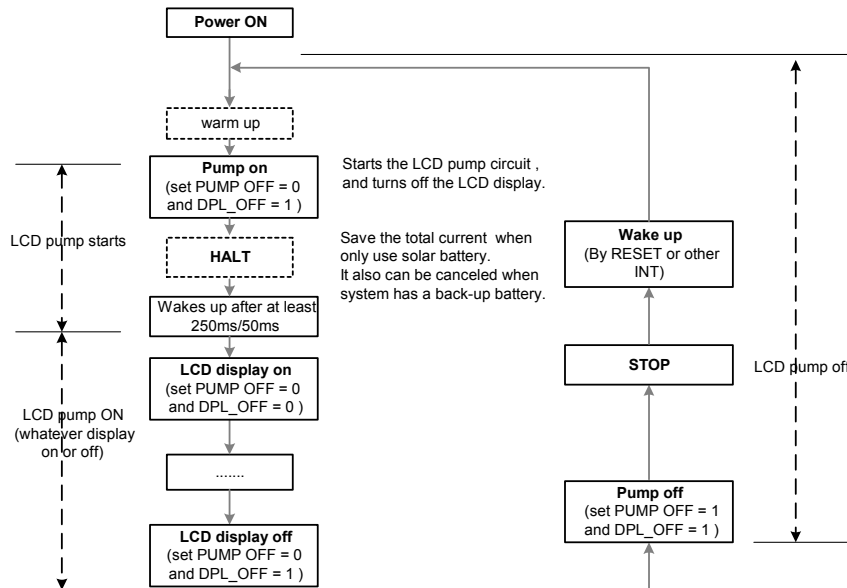 Power ON
warm up
Pump on
(set PUMP OFF = 0
and DPL_OFF = 1 )
Starts the LCD pump circuit ,
and turns off the LCD display.
LCD pump starts
HALT
Save the total current when
only use solar battery.
It also can be canceled when
system has a back-up battery.
Wakes up after at least
250ms/50ms
LCD display on
(set PUMP OFF = 0
and DPL_OFF = 0 )
LCD pump ON
(whatever display
on or off)
.......
LCD display off
(set PUMP OFF = 0
and DPL_OFF = 1 )
Wake up
(By RESET or other
INT)
STOP
LCD pump off
Pump off
(set PUMP OFF = 1
and DPL_OFF = 1 )